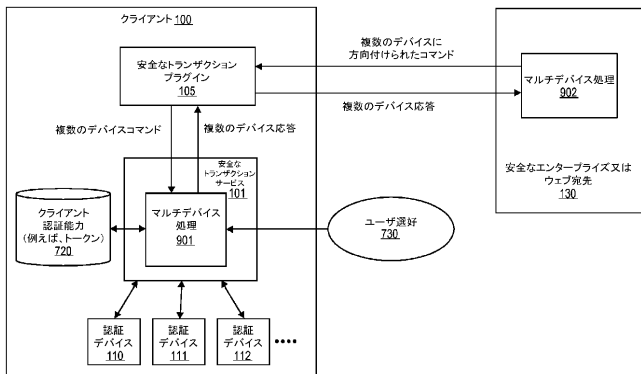 クライアント 100
安全なトランザクション
プラグイン
105
複数のデバイスに
方向付けられたコマンド
マルチデバイス処理
902
複数のデバイス応答
複数のデバイスコマンド
複数のデバイス応答
安全なエンタープライズ又は
ウェブ宛先
130
安全な
トランザクション
サービス
101
クライアント
認証能力
(例えば、トークン)
720
マルチデバイス
処理
901
ユーザ選好
730
認証
デバイス
110
認証
デバイス
111
認証
デバイス
112